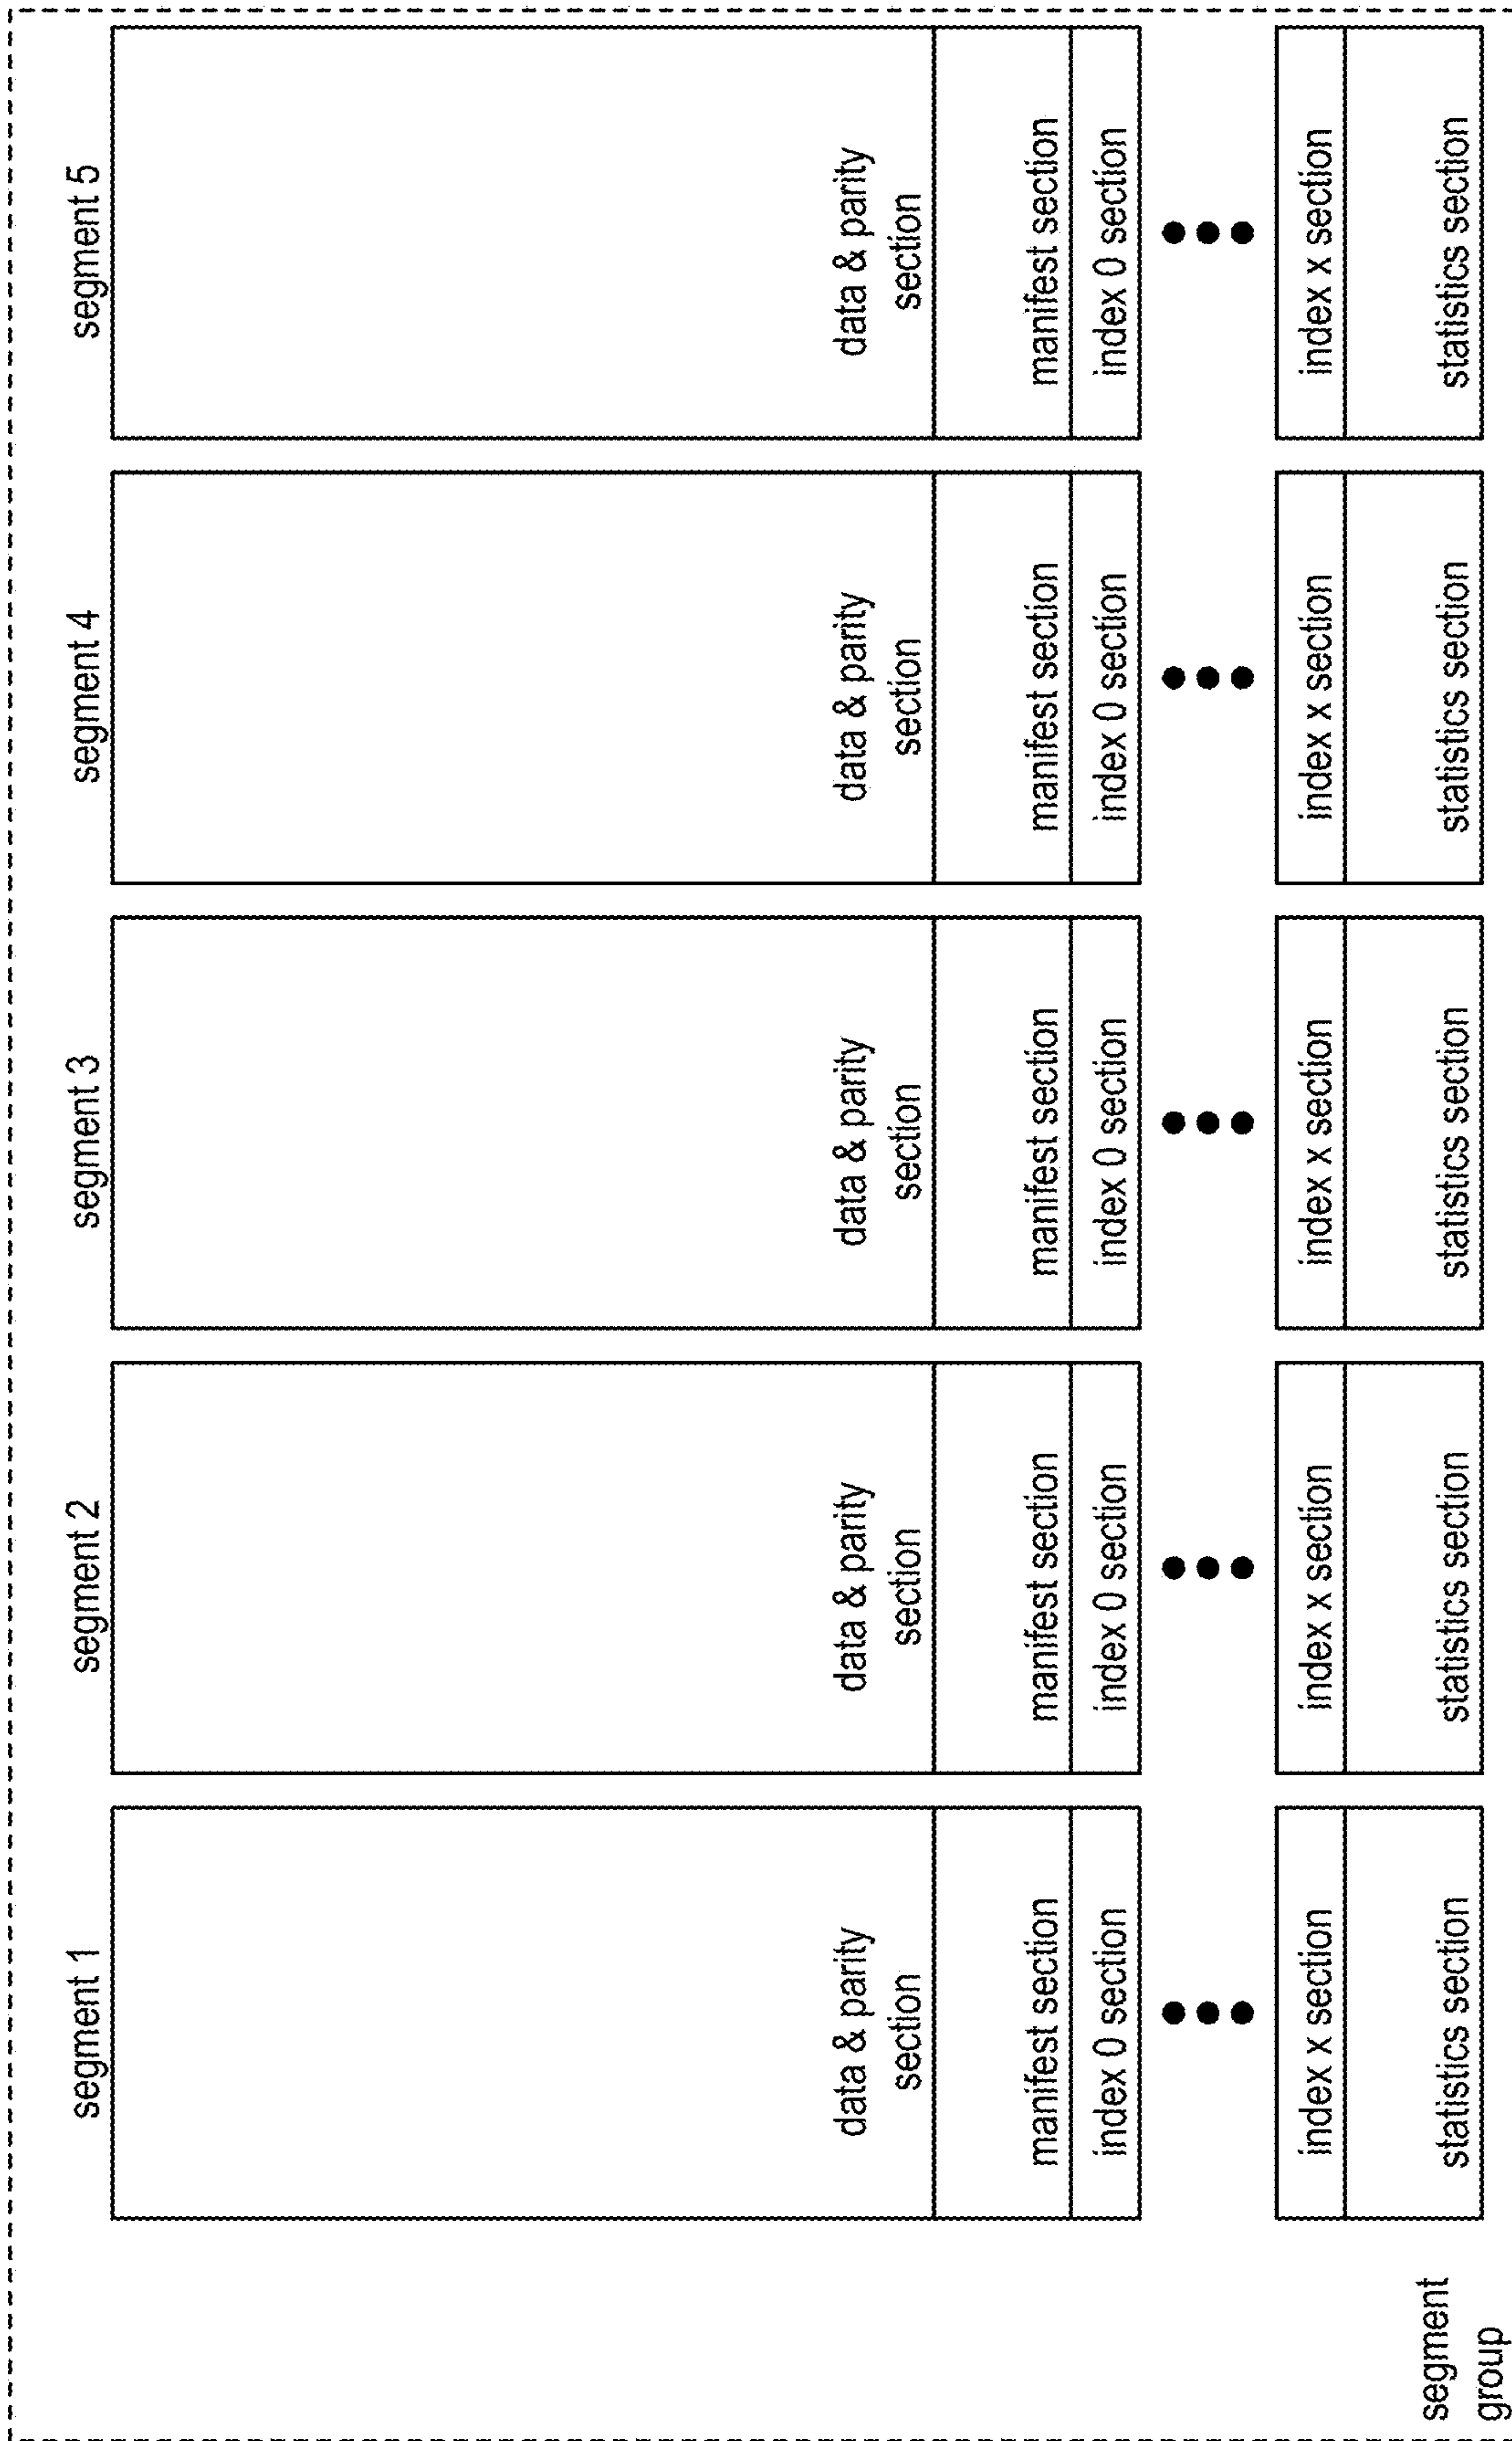 segment 1
data & parity
section
manifest section
index 0 section
index x section
statistics section
segment 2
data & parity
section
manifest section
index 0 section
index x section
statistics section
segment 3
data & parity
section
manifest section
index 0 section
index x section
statistics section
segment 4
data & parity
section
manifest section
index 0 section
index x section
statistics section
segment 5
data & parity
section
manifest section
index 0 section
index x section
statistics section
segment
group